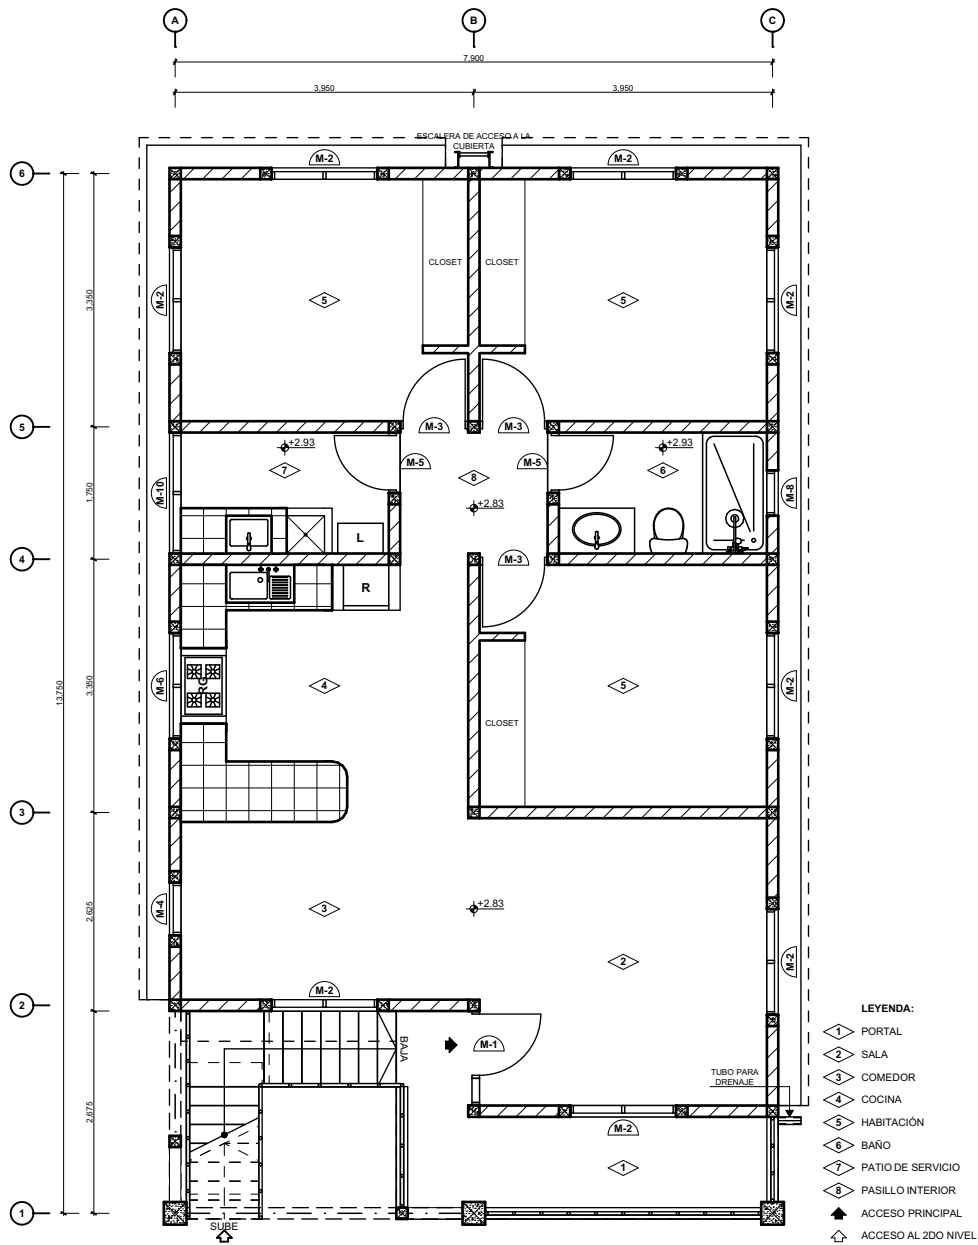 A B C
7,900
3,950 3,950
ESCALERA DE ACCESO A LA
CUBIERTA
M-2 M-2
6
CLOSET CLOSET
M-2 5 5 M-2
3,350
5
M-3 M-3
+2.93 +2.93
7 M-5 8 M-5 6
1,750
M-10 M-8
+2.83
L
4
M-3
R
M-6 RG 4 5 M-2
13,750
3,350
CLOSET
3
2,625
M-4 3 +2.83
2 M-2
M-2
2
BAJA
M-1
TUBO PARA
DRENAJE
M-2
2,675
1
1
SUBE
LEYENDA:
1 PORTAL
2 SALA
3 COMEDOR
4 COCINA
5 HABITACIÓN
6 BAÑO
7 PATIO DE SERVICIO
8 PASILLO INTERIOR
ACCESO PRINCIPAL
ACCESO AL 2DO NIVEL